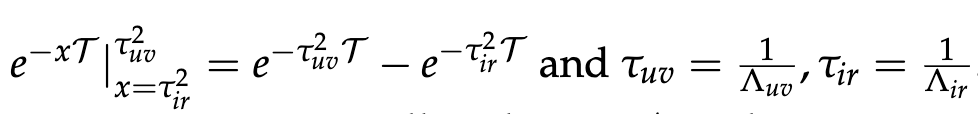 $e^{-x\mathcal{T}}|_{x=\tau_{ir}^2}^{\tau_{uv}^2} = e^{-\tau_{uv}^2\mathcal{T}} - e^{-\tau_{ir}^2\mathcal{T}}$ and $\tau_{uv} = \frac{1}{\Lambda_{uv}}, \tau_{ir} = \frac{1}{\Lambda_{ir}}$